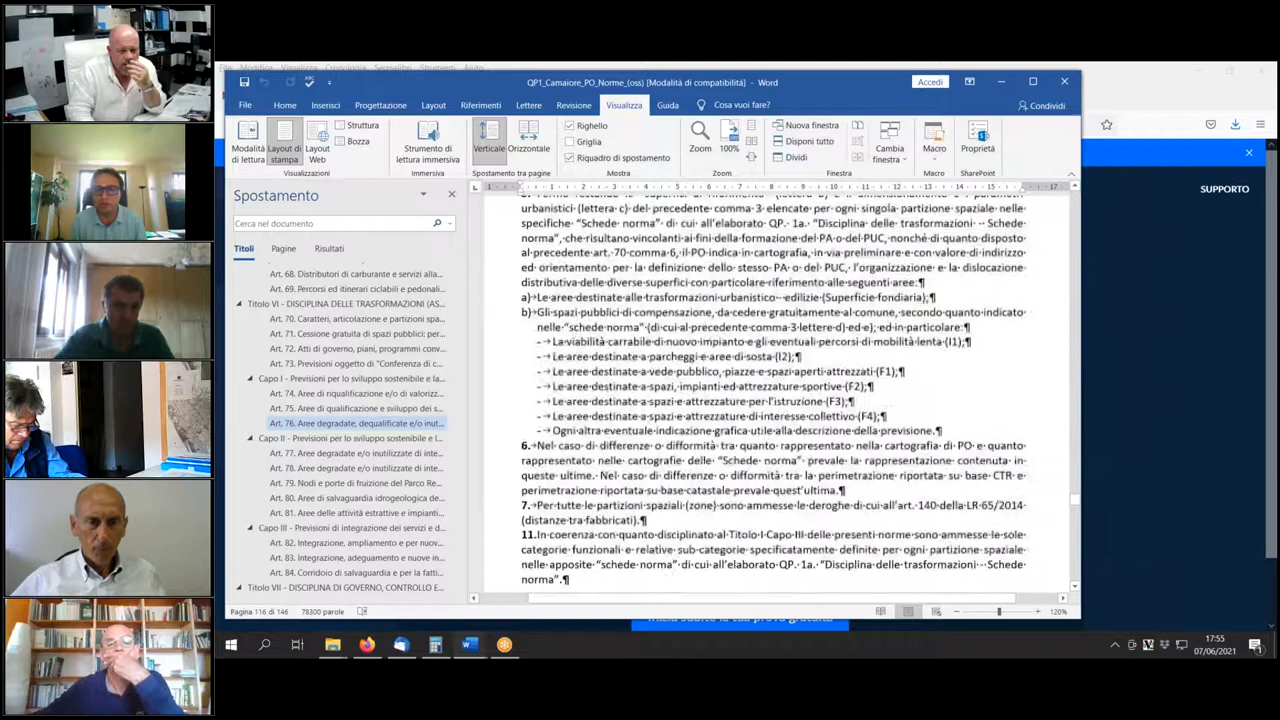 File Modifica Visualizza Cronologia Segnalibri Strumenti Aiuto
QP1_Camaiore_PO_Norme_(oss) [Modalità di compatibilità] - Word
Accedi
File Home Inserisci Progettazione Layout Riferimenti Lettere Revisione Visualizza Guida Cosa vuoi fare?
Condividi
Modalità di lettura
Layout di stampa
Layout Web
Struttura
Bozza
Visualizzazioni
Strumento di lettura immersiva
Immersiva
Verticale
Orizzontale
Spostamento tra pagine
Righello
Griglia
Riquadro di spostamento
Mostra
Zoom
100%
Zoom
Nuova finestra
Disponi tutto
Dividi
Cambia finestra
Finestra
Macro
Macro
Proprietà
SharePoint
SUPPORTO
Spostamento
Cerca nel documento
Titoli Pagine Risultati
Art. 68. Distributori di carburante e servizi alla...
Art. 69. Percorsi ed itinerari ciclabili e pedonali...
Titolo VI - DISCIPLINA DELLE TRASFORMAZIONI (AS...
Art. 70. Caratteri, articolazione e partizioni spa...
Art. 71. Cessione gratuita di spazi pubblici: per...
Art. 72. Atti di governo, piani, programmi conv...
Art. 73. Previsioni oggetto di "Conferenza di c...
Capo I - Previsioni per lo sviluppo sostenibile e la...
Art. 74. Aree di riqualificazione e/o di valorizz...
Art. 75. Aree di qualificazione e sviluppo dei s...
Art. 76. Aree degradate, dequalificate e/o inut...
Capo II - Previsioni per lo sviluppo sostenibile e l...
Art. 77. Aree degradate e/o inutilizzate di inte...
Art. 78. Aree degradate e/o inutilizzate di inte...
Art. 79. Nodi e porte di fruizione del Parco Re...
Art. 80. Aree di salvaguardia idrogeologica de...
Art. 81. Aree delle attività estrattive e impianti...
Capo III - Previsioni di integrazione dei servizi e d...
Art. 82. Integrazione, ampliamento e per nuov...
Art. 83. Integrazione, adeguamento e nuove in...
Art. 84. Corridoio di salvaguardia e per la fatti...
Titolo VII - DISCIPLINA DI GOVERNO, CONTROLLO E...
urbanistici (lettera c) del precedente comma 3 elencate per ogni singola partizione spaziale nelle
specifiche "Schede norma" di cui all'elaborato QP. 1a. "Disciplina delle trasformazioni - Schede
norma", che risultano vincolanti ai fini della formazione del PA o del PUC, nonché di quanto disposto
al precedente art. 70 comma 6, il PO indica in cartografia, in via preliminare e con valore di indirizzo
ed orientamento per la definizione dello stesso PA o del PUC, l'organizzazione e la dislocazione
distributiva delle diverse superfici con particolare riferimento alle seguenti aree:¶
a) Le aree destinate alle trasformazioni urbanistico - edilizie (Superficie fondiaria);¶
b) Gli spazi pubblici di compensazione, da cedere gratuitamente al comune, secondo quanto indicato
nelle "schede norma" (di cui al precedente comma 3 lettere d) ed e); ed in particolare:¶
- La viabilità carrabile di nuovo impianto e gli eventuali percorsi di mobilità lenta (I1);¶
- Le aree destinate a parcheggi e aree di sosta (I2);¶
- Le aree destinate a vede pubblico, piazze e spazi aperti attrezzati (F1);¶
- Le aree destinate a spazi, impianti ed attrezzature sportive (F2);¶
- Le aree destinate a spazi e attrezzature per l'istruzione (F3);¶
- Le aree destinate a spazi e attrezzature di interesse collettivo (F4);¶
- Ogni altra eventuale indicazione grafica utile alla descrizione della previsione.¶
6. Nel caso di differenze o difformità tra quanto rappresentato nella cartografia di PO e quanto
rappresentato nelle cartografie delle "Schede norma" prevale la rappresentazione contenuta in
queste ultime. Nel caso di differenze o difformità tra la perimetrazione riportata su base CTR e
perimetrazione riportata su base catastale prevale quest'ultima.¶
7. Per tutte le partizioni spaziali (zone) sono ammesse le deroghe di cui all'art. 140 della LR 65/2014
(distanze tra fabbricati).¶
11. In coerenza con quanto disciplinato al Titolo I Capo III delle presenti norme sono ammesse le sole
categorie funzionali e relative sub-categorie specificatamente definite per ogni partizione spaziale
nelle apposite "schede norma" di cui all'elaborato QP. 1a. "Disciplina delle trasformazioni - Schede
norma".¶
Pagina 116 di 146 78300 parole
120%
17:55
07/06/2021